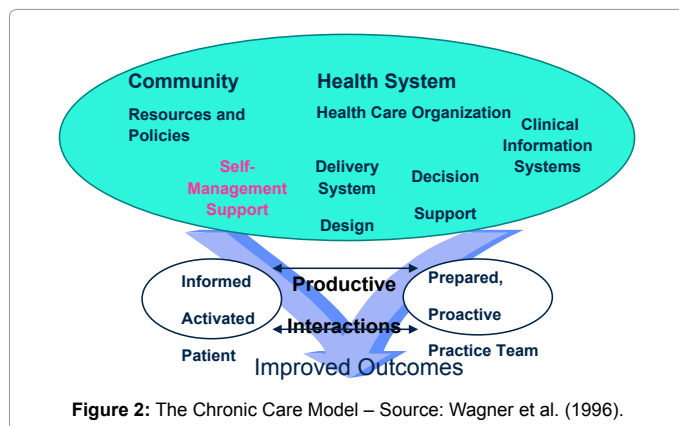 Community
Health System
Resources and
Policies
Health Care Organization
Clinical
Information
Systems
Self-
Management
Support
Delivery
System
Design
Decision
Support
Informed
Activated
Patient
Productive
Interactions
Prepared,
Proactive
Practice Team
Improved Outcomes
Figure 2: The Chronic Care Model – Source: Wagner et al. (1996).